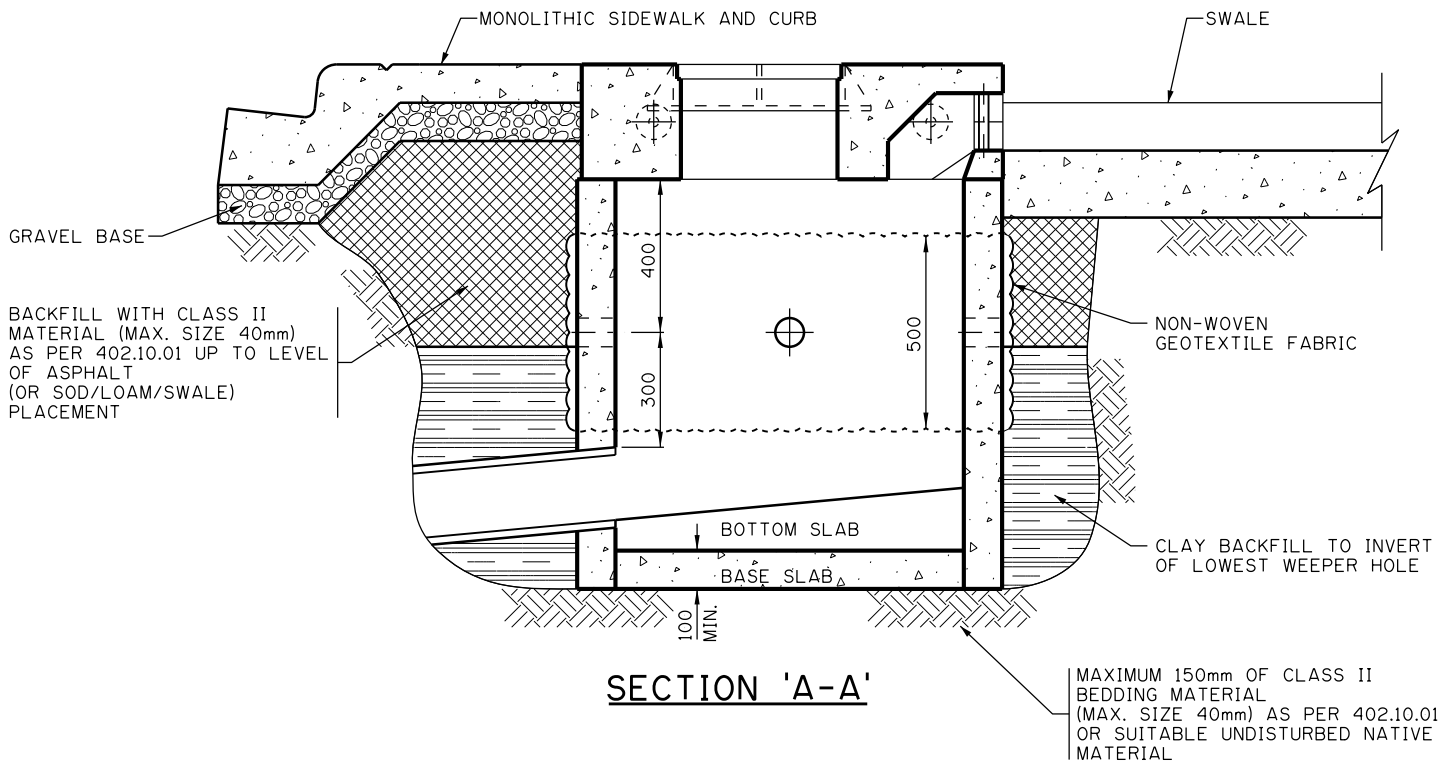 MONOLITHIC SIDEWALK AND CURB
SWALE
GRAVEL BASE
400
500
300
BACKFILL WITH CLASS II
MATERIAL (MAX. SIZE 40mm)
AS PER 402.10.01 UP TO LEVEL
OF ASPHALT
(OR SOD/LOAM/SWALE)
PLACEMENT
NON-WOVEN
GEOTEXTILE FABRIC
BOTTOM SLAB
BASE SLAB
CLAY BACKFILL TO INVERT
OF LOWEST WEEPER HOLE
100
MIN.
SECTION 'A-A'
MAXIMUM 150mm OF CLASS II
BEDDING MATERIAL
(MAX. SIZE 40mm) AS PER 402.10.01
OR SUITABLE UNDISTURBED NATIVE
MATERIAL